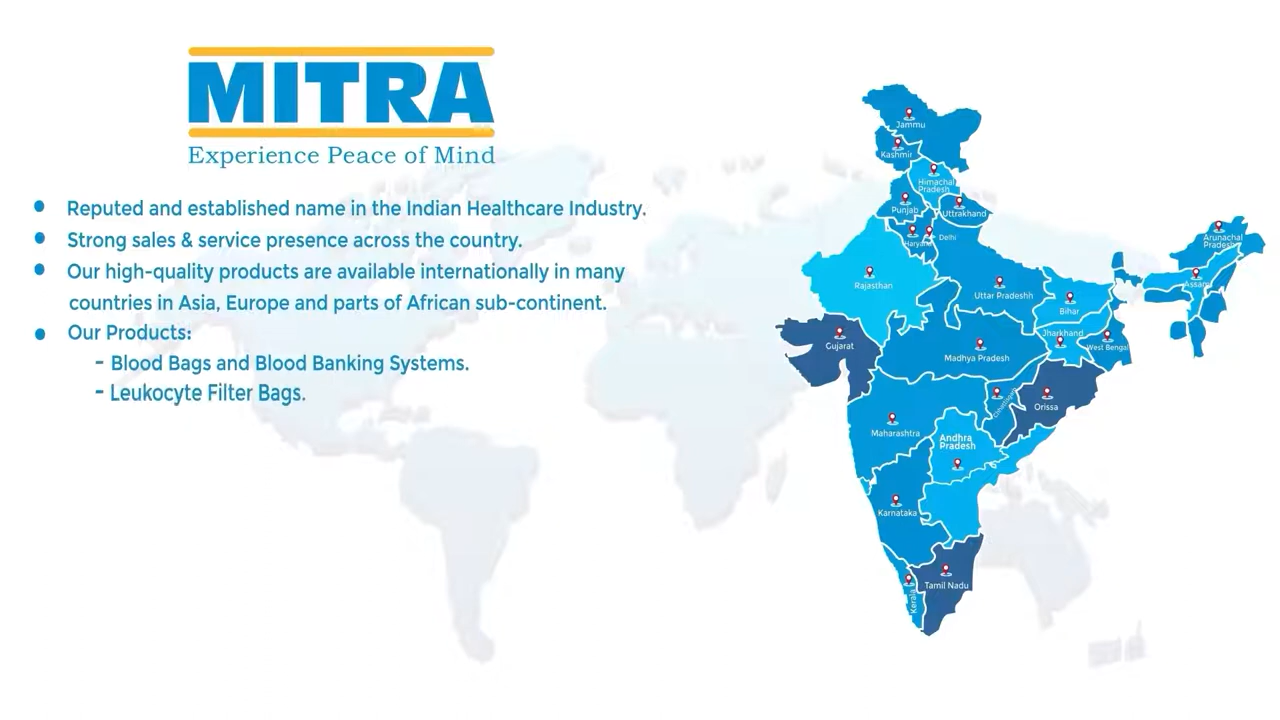 MITRA
Experience Peace of Mind
• Reputed and established name in the Indian Healthcare Industry.
• Strong sales & service presence across the country.
• Our high-quality products are available internationally in many
countries in Asia, Europe and parts of African sub-continent.
• Our Products:
- Blood Bags and Blood Banking Systems.
- Leukocyte Filter Bags.
Jammu
Kashmir
Himachal
Pradesh
Punjab
Uttrakhand
Haryana
Delhi
Arunachal
Pradesh
Assam
Rajasthan
Uttar Pradeshh
Bihar
Jharkhand
West Bengal
Gujarat
Madhya Pradesh
Orissa
Maharashtra
Andhra
Pradesh
Karnataka
Tamil Nadu
Kerala